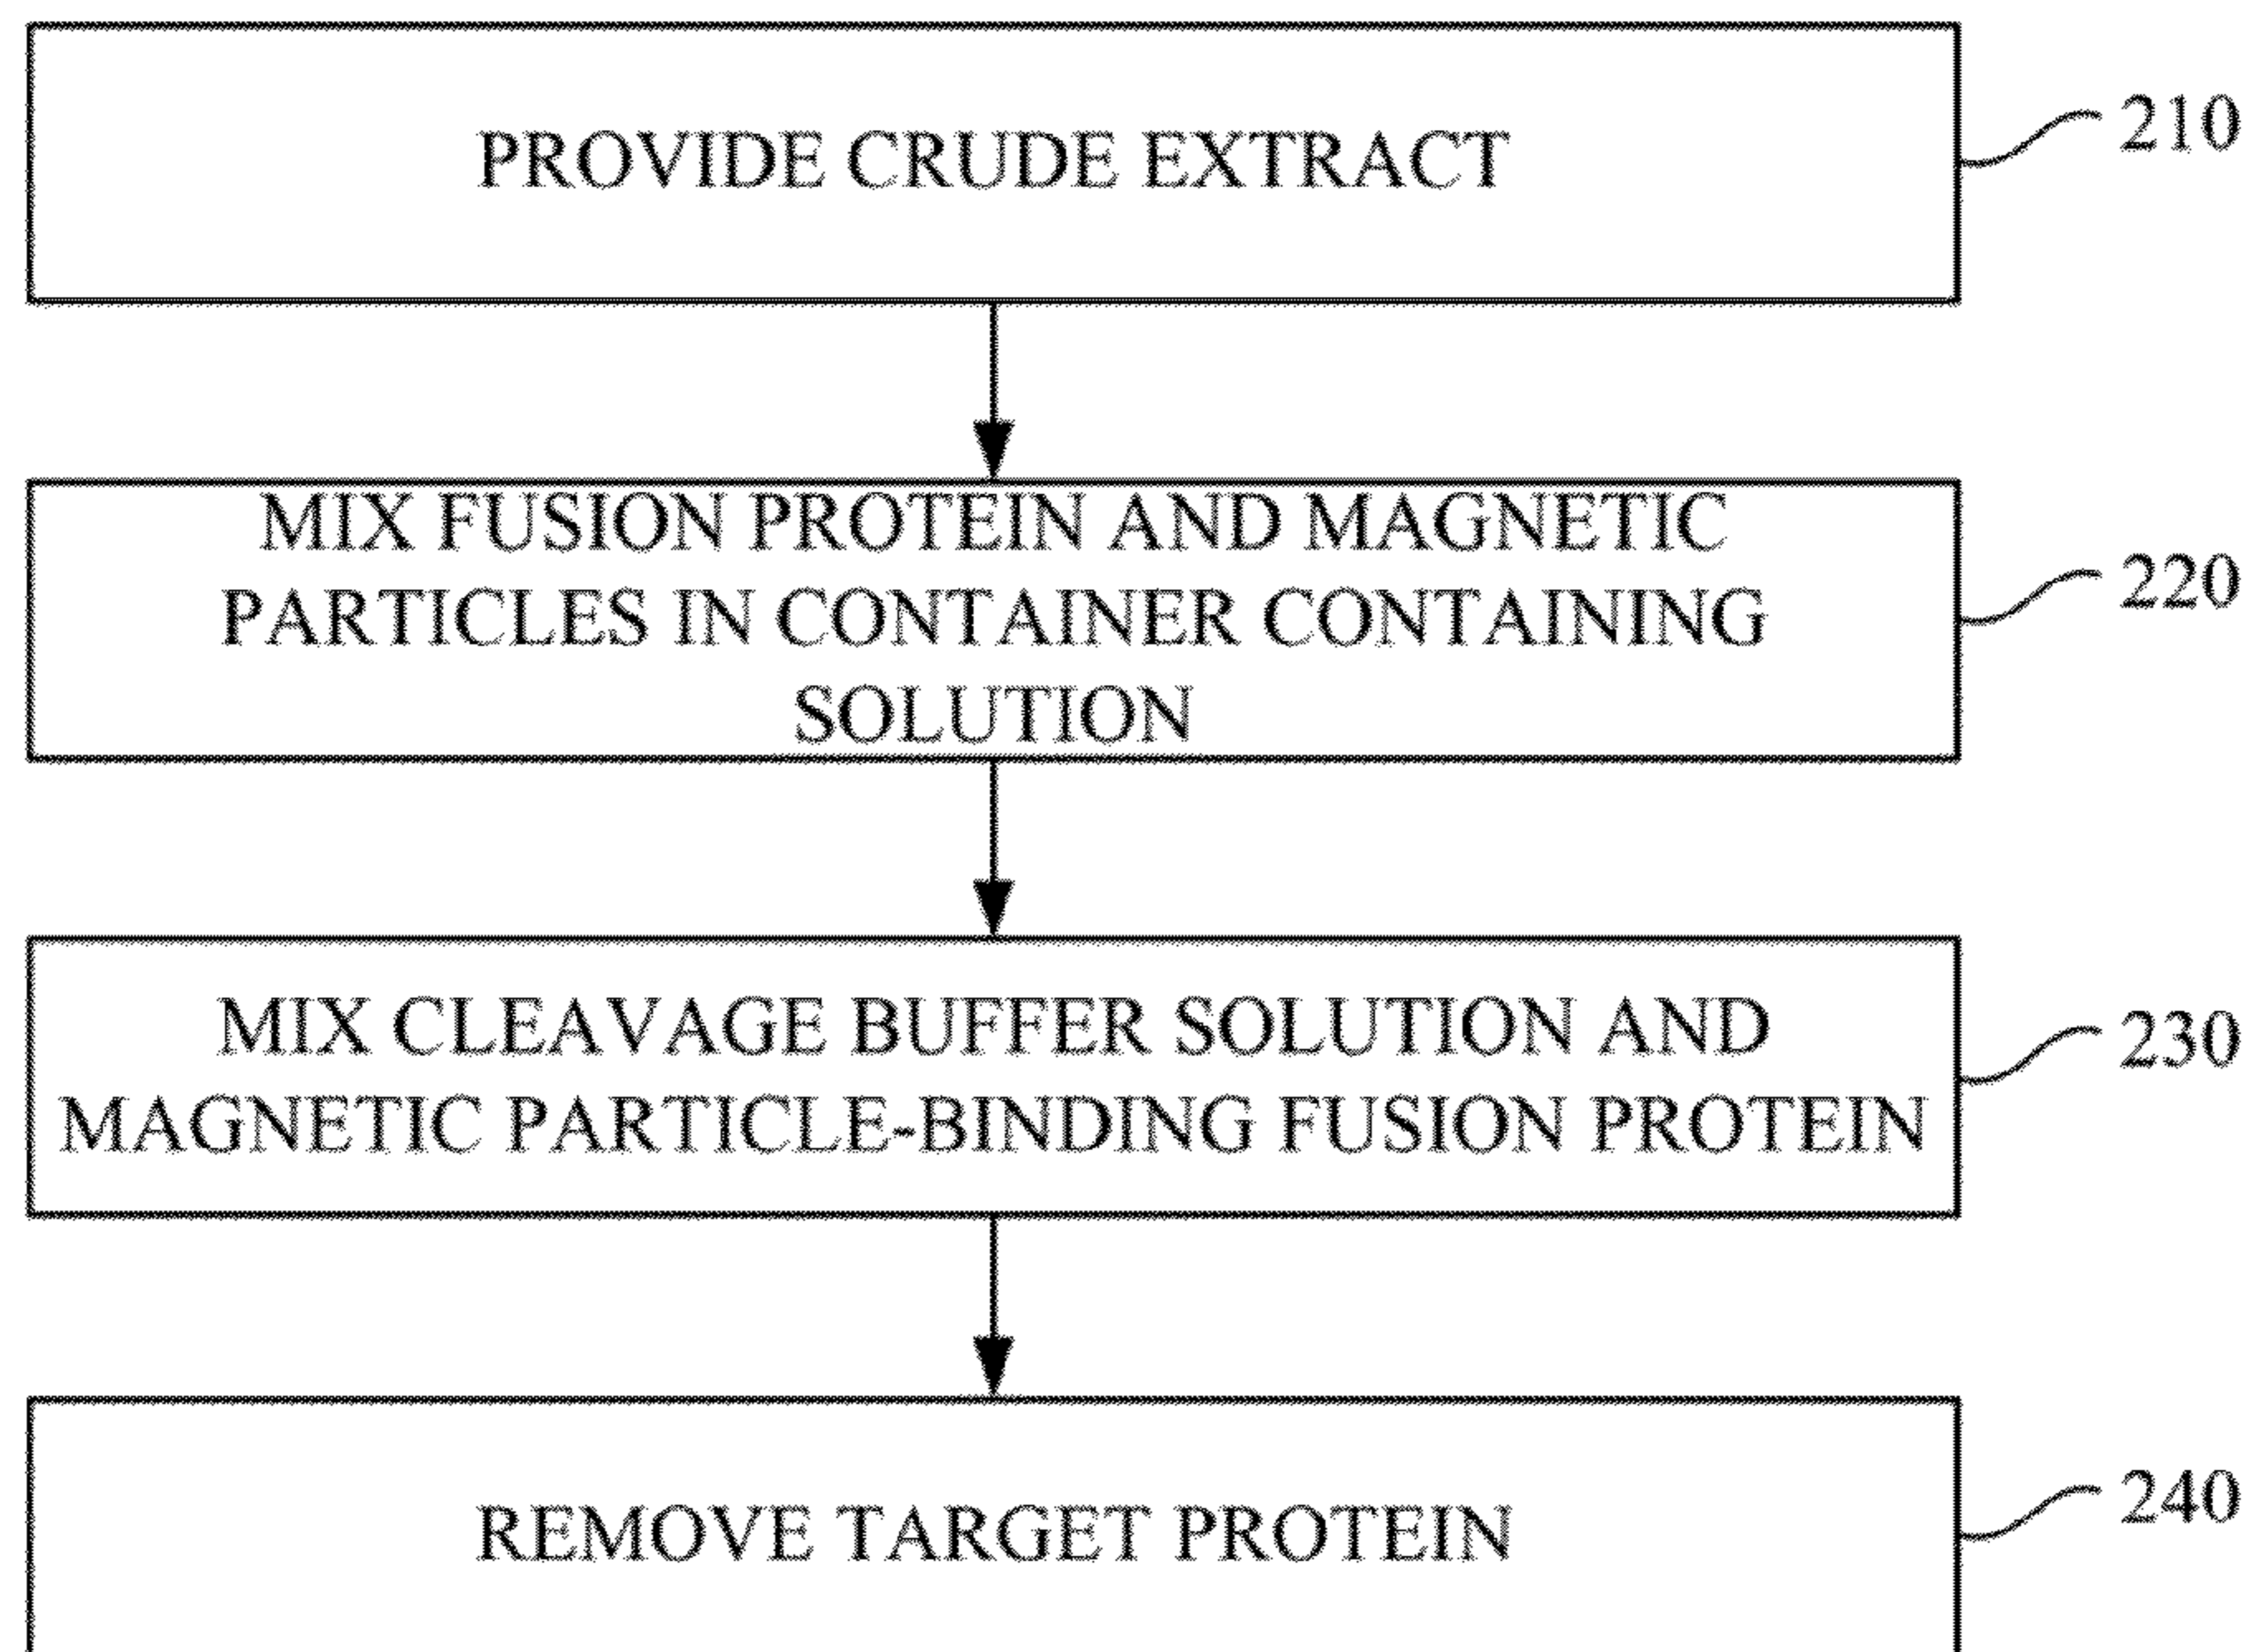 PROVIDE CRUDE EXTRACT
210
MIX FUSION PROTEIN AND MAGNETIC
PARTICLES IN CONTAINER CONTAINING
SOLUTION
220
MIX CLEAVAGE BUFFER SOLUTION AND
MAGNETIC PARTICLE-BINDING FUSION PROTEIN
230
REMOVE TARGET PROTEIN
240